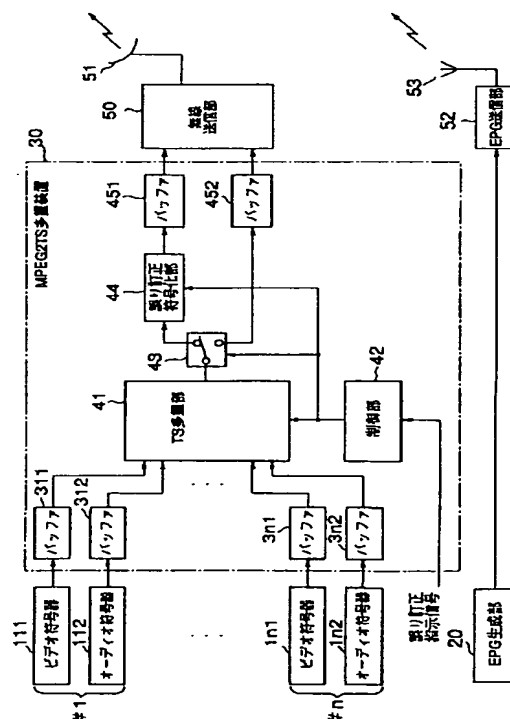 #1
111
ビデオ符号器
112
オーディオ符号器
#n
1n1
ビデオ符号器
1n2
オーディオ符号器
誤り訂正
指示信号
20
EPG生成部
30
MPEG2TS多重装置
311
バッファ
312
バッファ
3n1
バッファ
3n2
バッファ
41
TS多重部
42
制御部
43
44
誤り訂正
符号化部
451
バッファ
452
バッファ
50
無線
送信部
51
52
EPG送信部
53